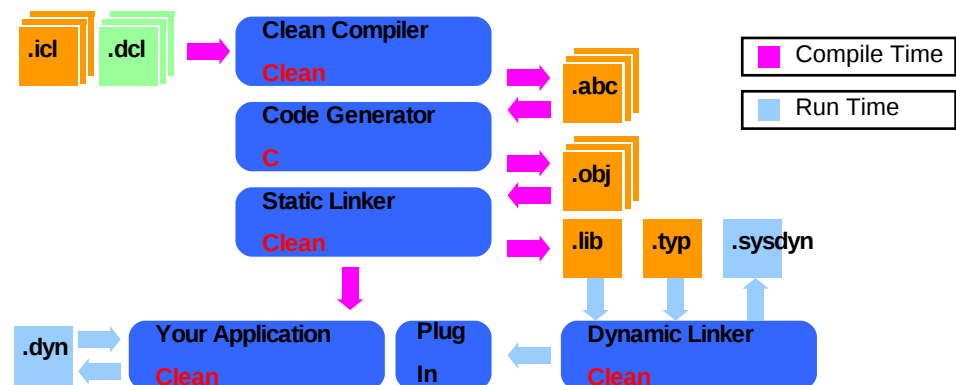 .icl
.dcl
Clean Compiler
Clean
.abc
Compile Time
Run Time
Code Generator
C
.obj
Static Linker
Clean
.lib
.typ
.sysdyn
.dyn
Your Application
Clean
Plug
In
Dynamic Linker
Clean